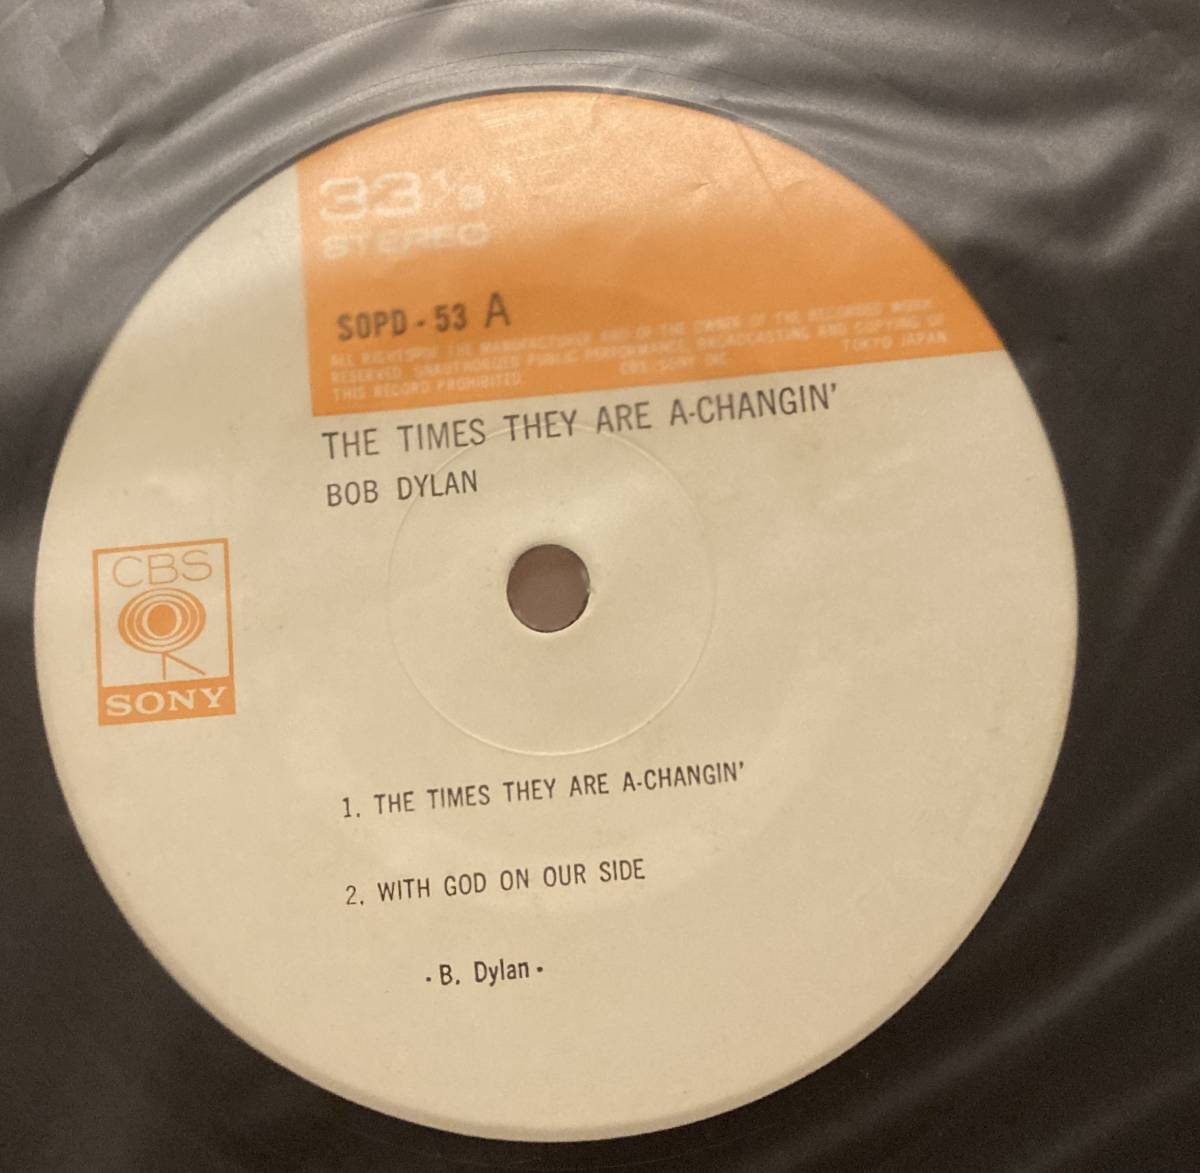 33⅓
STEREO
SOPD - 53 A
ALL RIGHTS OF THE MANUFACTURER AND OF THE OWNER OF THE RECORDED WORK
RESERVED UNAUTHORIZED PUBLIC PERFORMANCE, BROADCASTING AND COPYING OF
THIS RECORD PROHIBITED. CBS/SONY INC. TOKYO JAPAN
THE TIMES THEY ARE A-CHANGIN'
BOB DYLAN
CBS
SONY
1. THE TIMES THEY ARE A-CHANGIN'
2. WITH GOD ON OUR SIDE
· B. Dylan ·